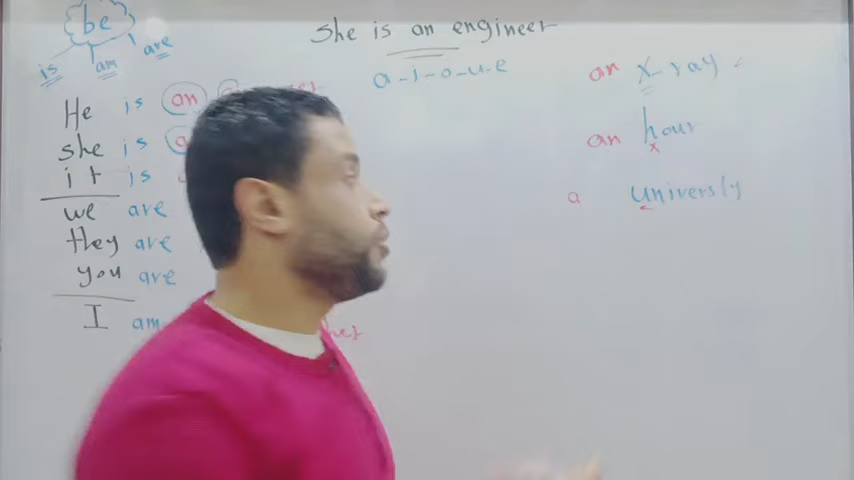 be
is am are
She is an engineer
a-i-o-u-e
He is an
she is a
it is
we are
they are
you are
I am
an x-ray
an hour
x
a universty